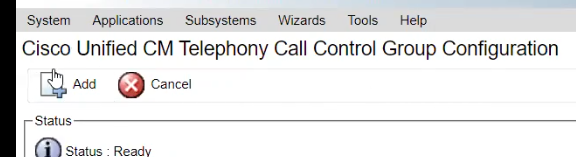 System Applications Subsystems Wizards Tools Help
Cisco Unified CM Telephony Call Control Group Configuration
Add Cancel
Status
Status : Ready